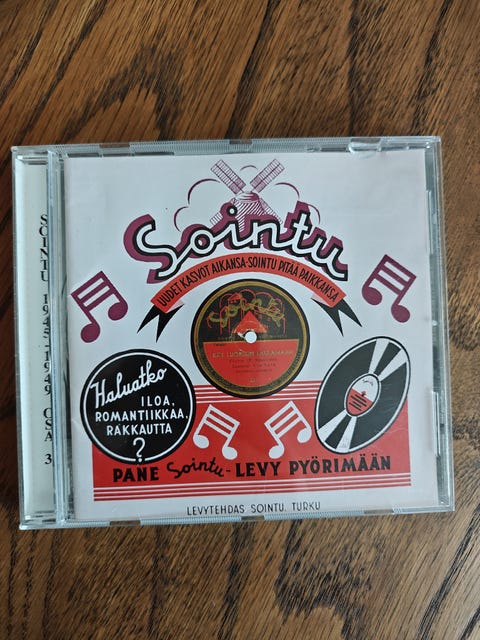 SOINTU 1945-1949 OSA 3
Sointu
UUDET KASVOT AIKANSA-SOINTU PITÄÄ PAIKKANSA
Sointu
Haluatko
ILOA,
ROMANTIIKKAA,
RAKKAUTTA
?
PANE Sointu-LEVY PYÖRIMÄÄN
LEVYTEHDAS SOINTU. TURKU